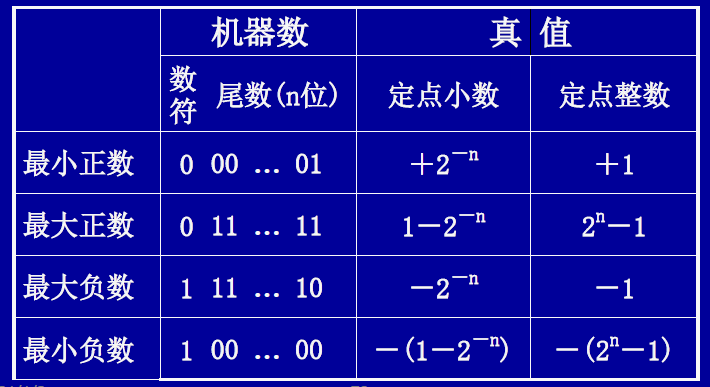 机器数 真 值
数符 尾数(n位) 定点小数 定点整数
最小正数 0 00 … 01 +2⁻ⁿ +1
最大正数 0 11 … 11 1－2⁻ⁿ 2ⁿ－1
最大负数 1 11 … 10 －2⁻ⁿ －1
最小负数 1 00 … 00 －(1－2⁻ⁿ) －(2ⁿ－1)